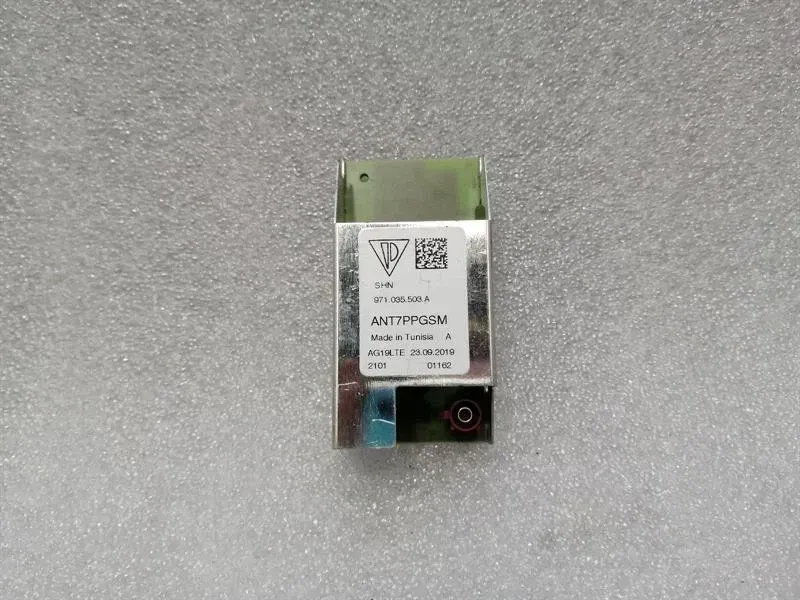 SHN
971.035.503.A
ANT7PPGSM
Made in Tunisia A
AG19LTE 23.09.2019
2101 01162